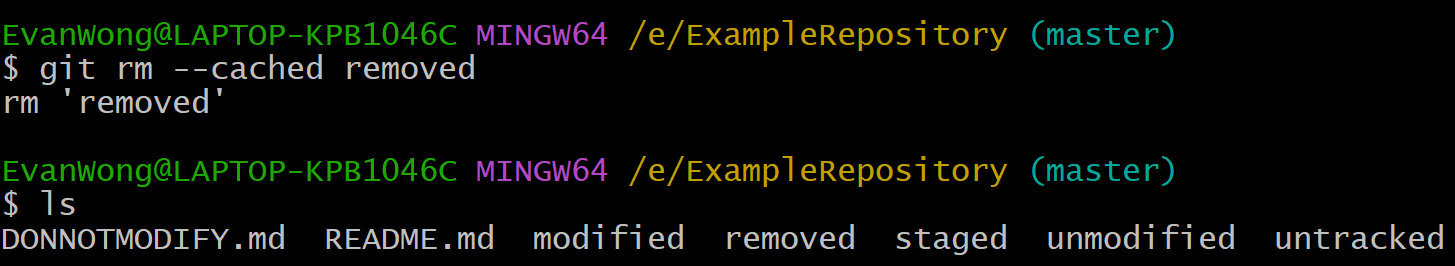 EvanWong@LAPTOP-KPB1046C MINGW64 /e/ExampleRepository (master)
$ git rm --cached removed
rm 'removed'
EvanWong@LAPTOP-KPB1046C MINGW64 /e/ExampleRepository (master)
$ ls
DONNOTMODIFY.md  README.md  modified  removed  staged  unmodified  untracked